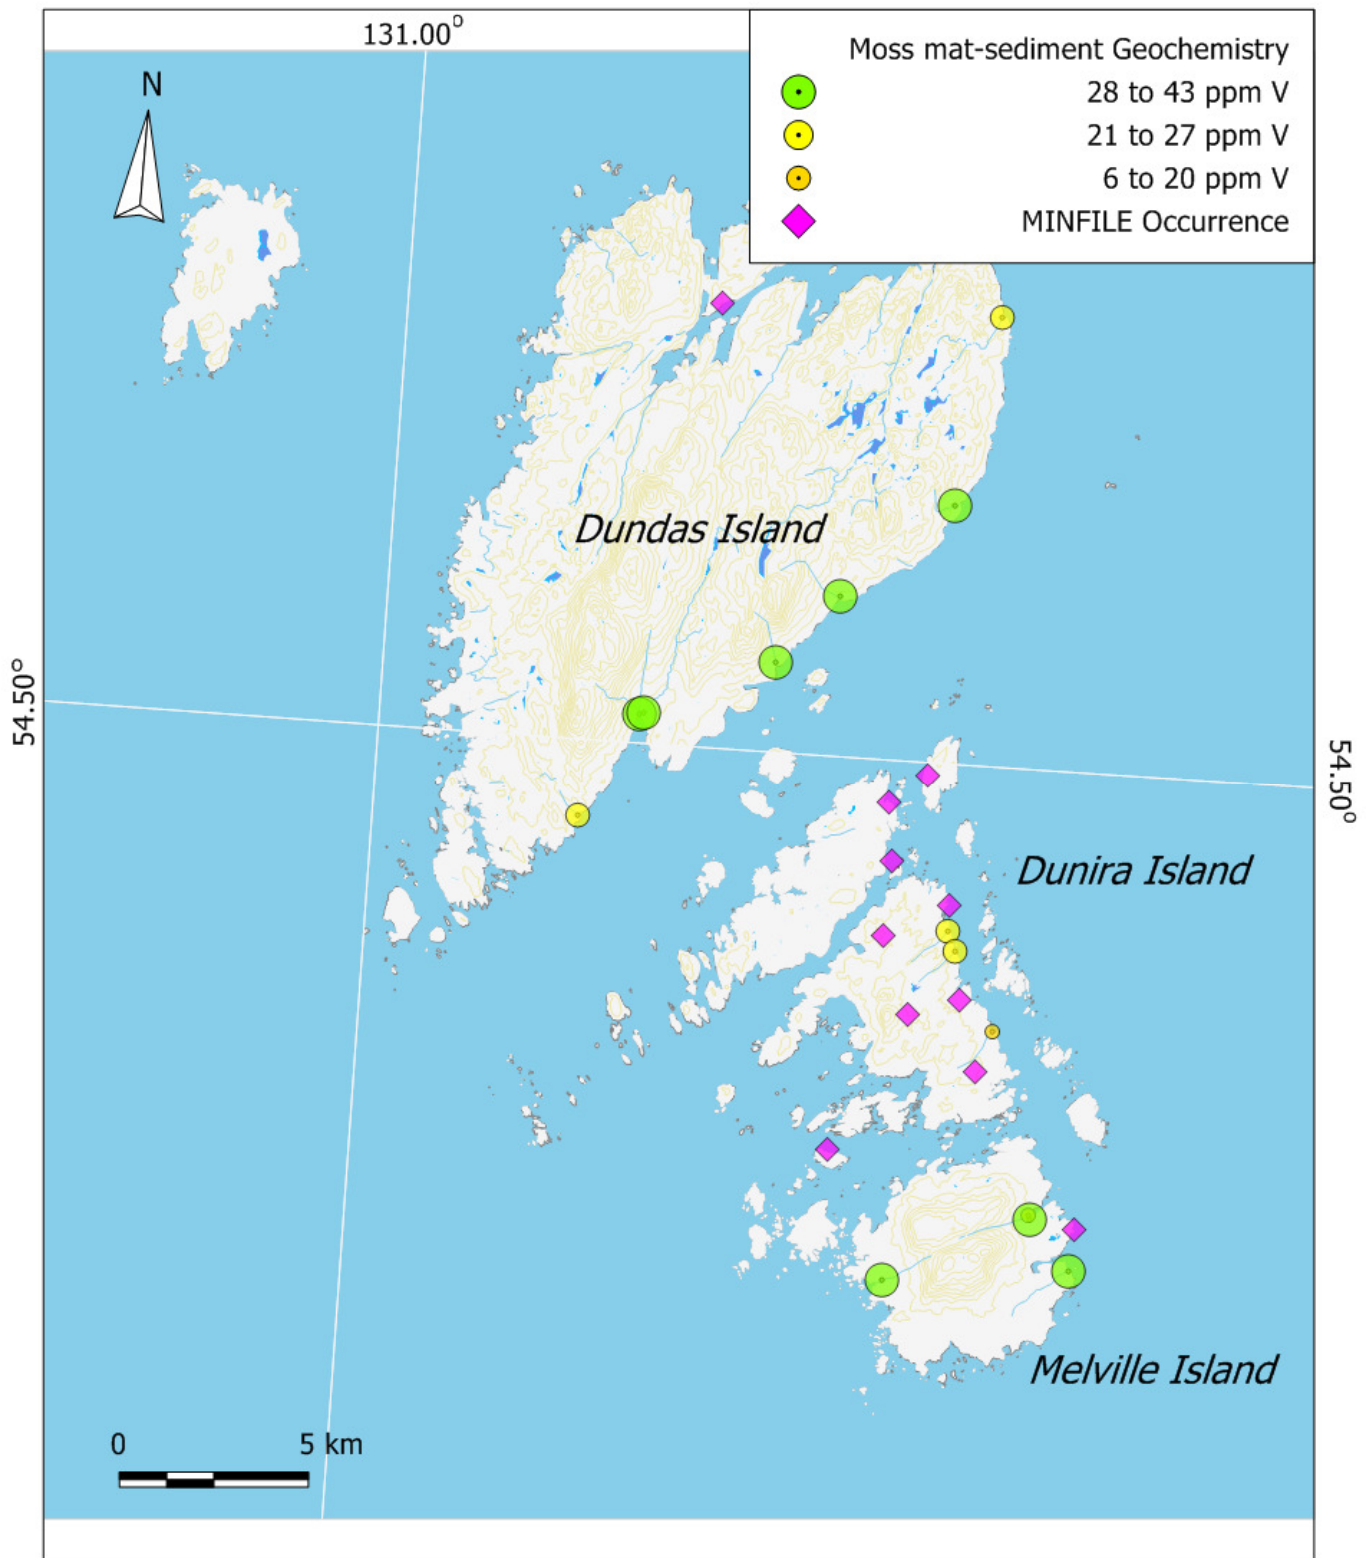 131.00°
N
Moss mat-sediment Geochemistry
28 to 43 ppm V
21 to 27 ppm V
6 to 20 ppm V
MINFILE Occurrence
Dundas Island
54.50°
54.50°
Dunira Island
Melville Island
0 5 km